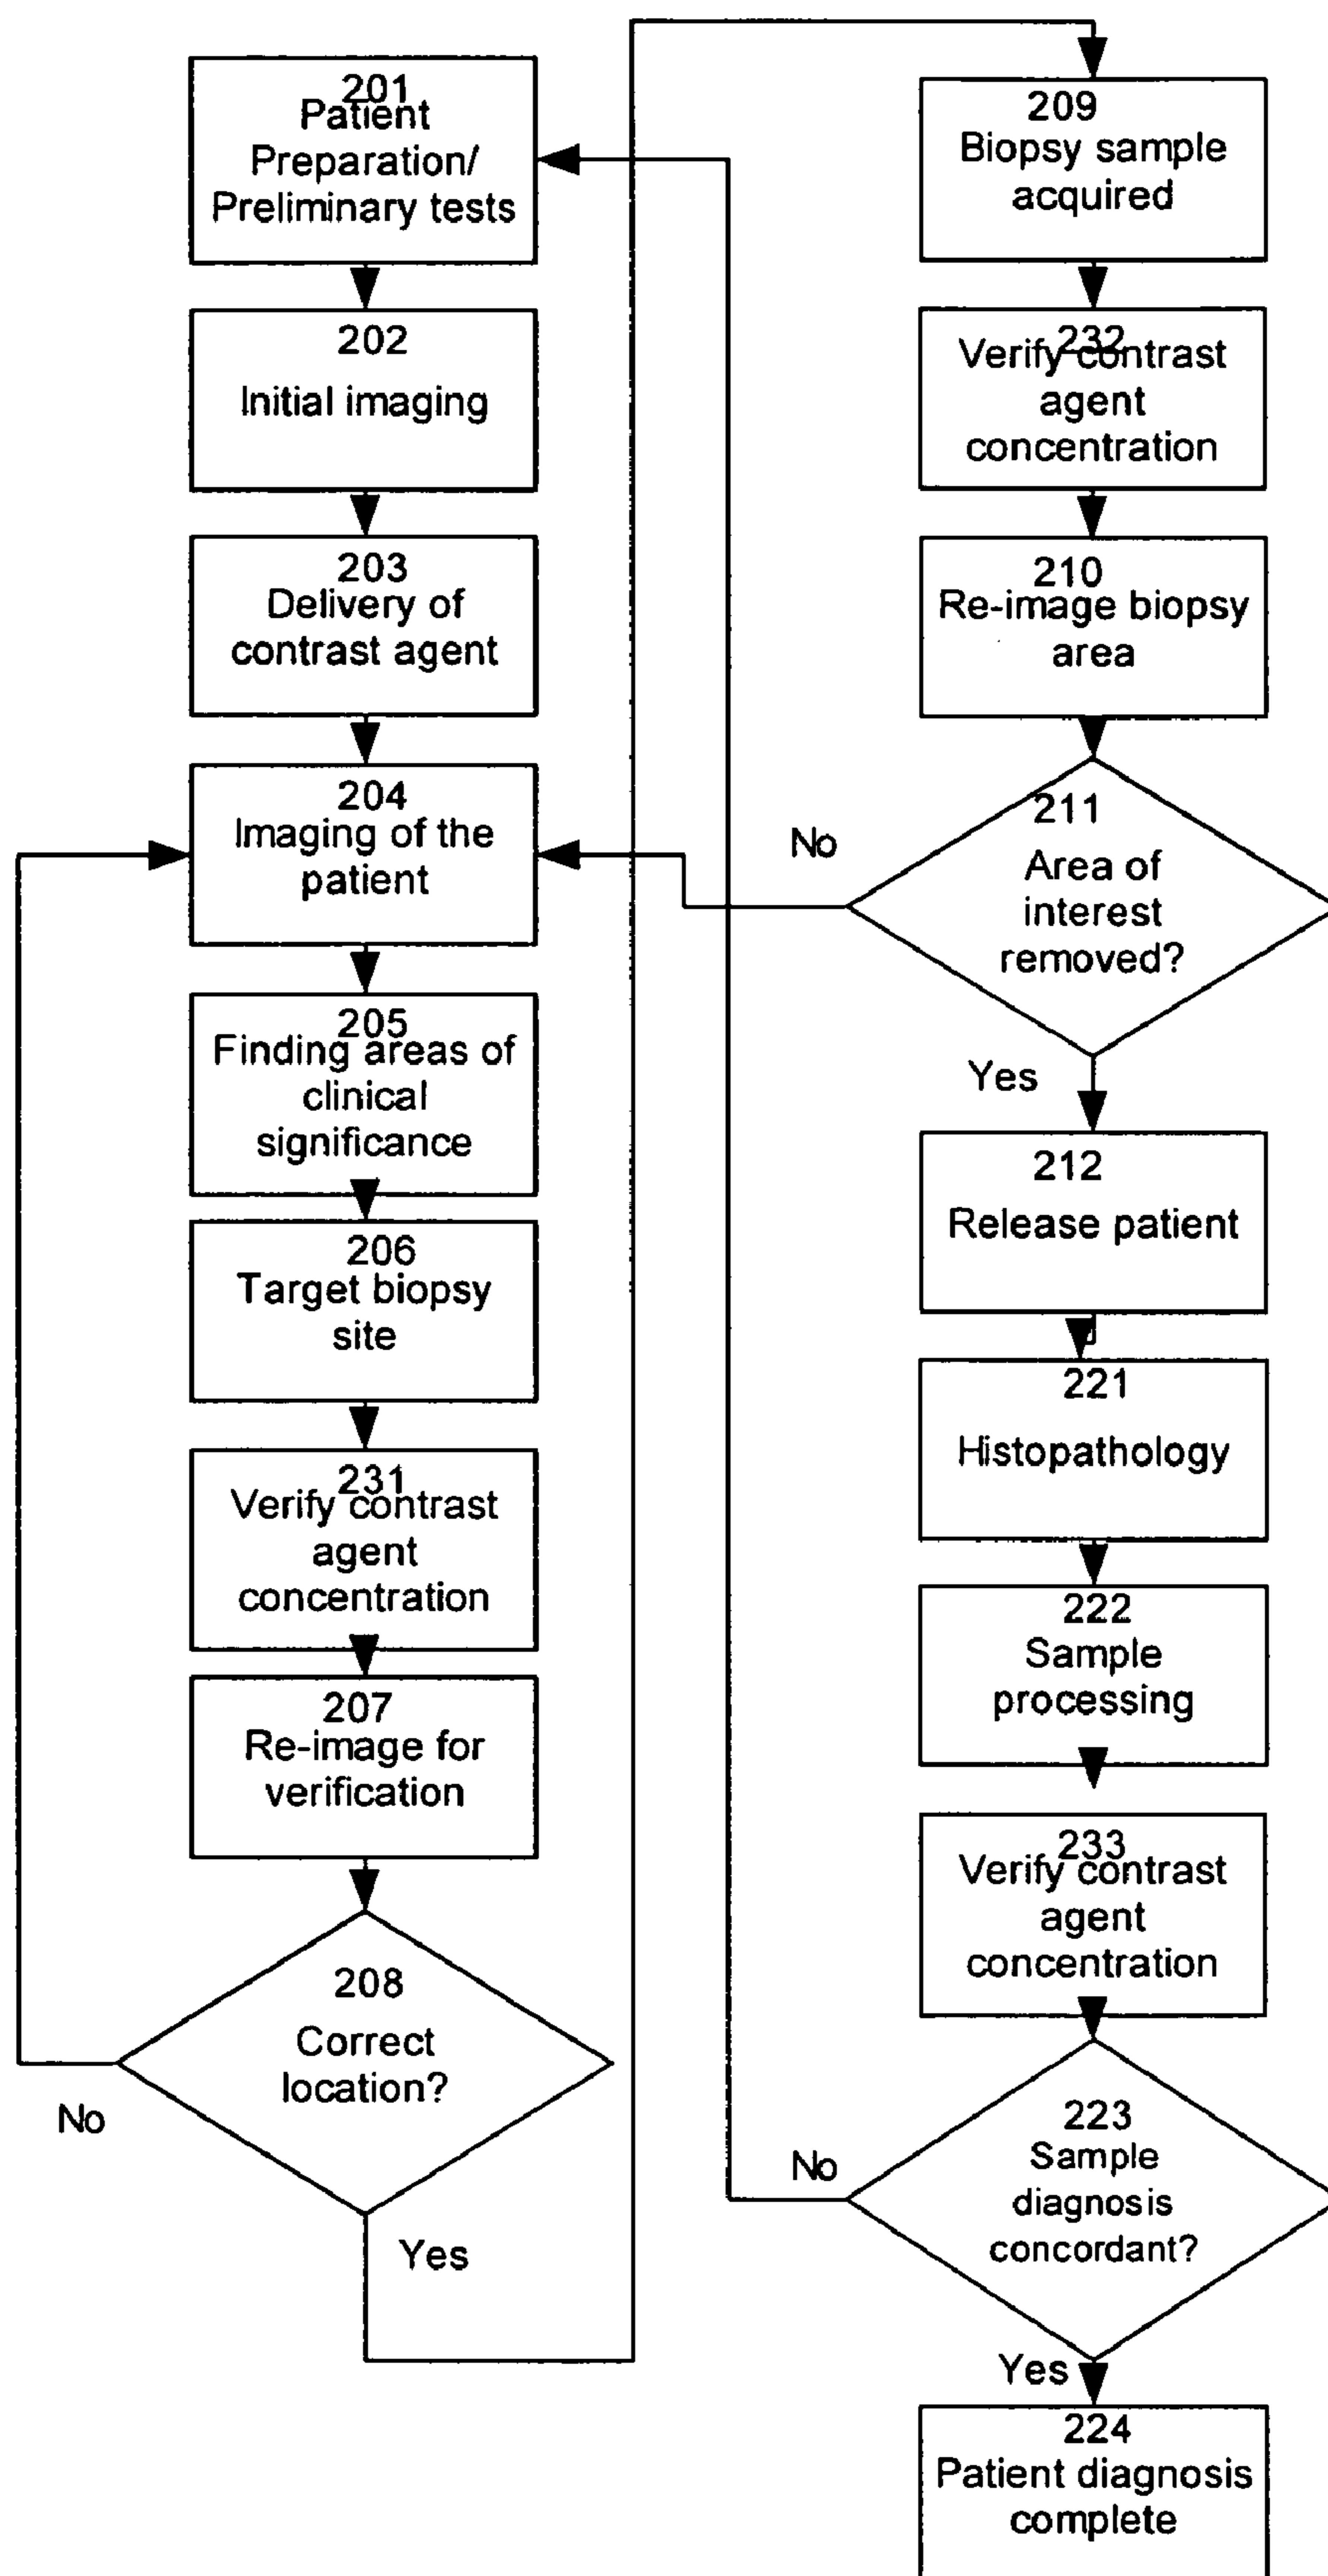 201
Patient
Preparation/
Preliminary tests
202
Initial imaging
203
Delivery of
contrast agent
204
Imaging of the
patient
205
Finding areas of
clinical
significance
206
Target biopsy
site
231
Verify contrast
agent
concentration
207
Re-image for
verification
208
Correct
location?
No
Yes
209
Biopsy sample
acquired
232
Verify contrast
agent
concentration
210
Re-image biopsy
area
211
No
Area of
interest
removed?
Yes
212
Release patient
221
Histopathology
222
Sample
processing
233
Verify contrast
agent
concentration
223
No
Sample
diagnosis
concordant?
Yes
224
Patient diagnosis
complete